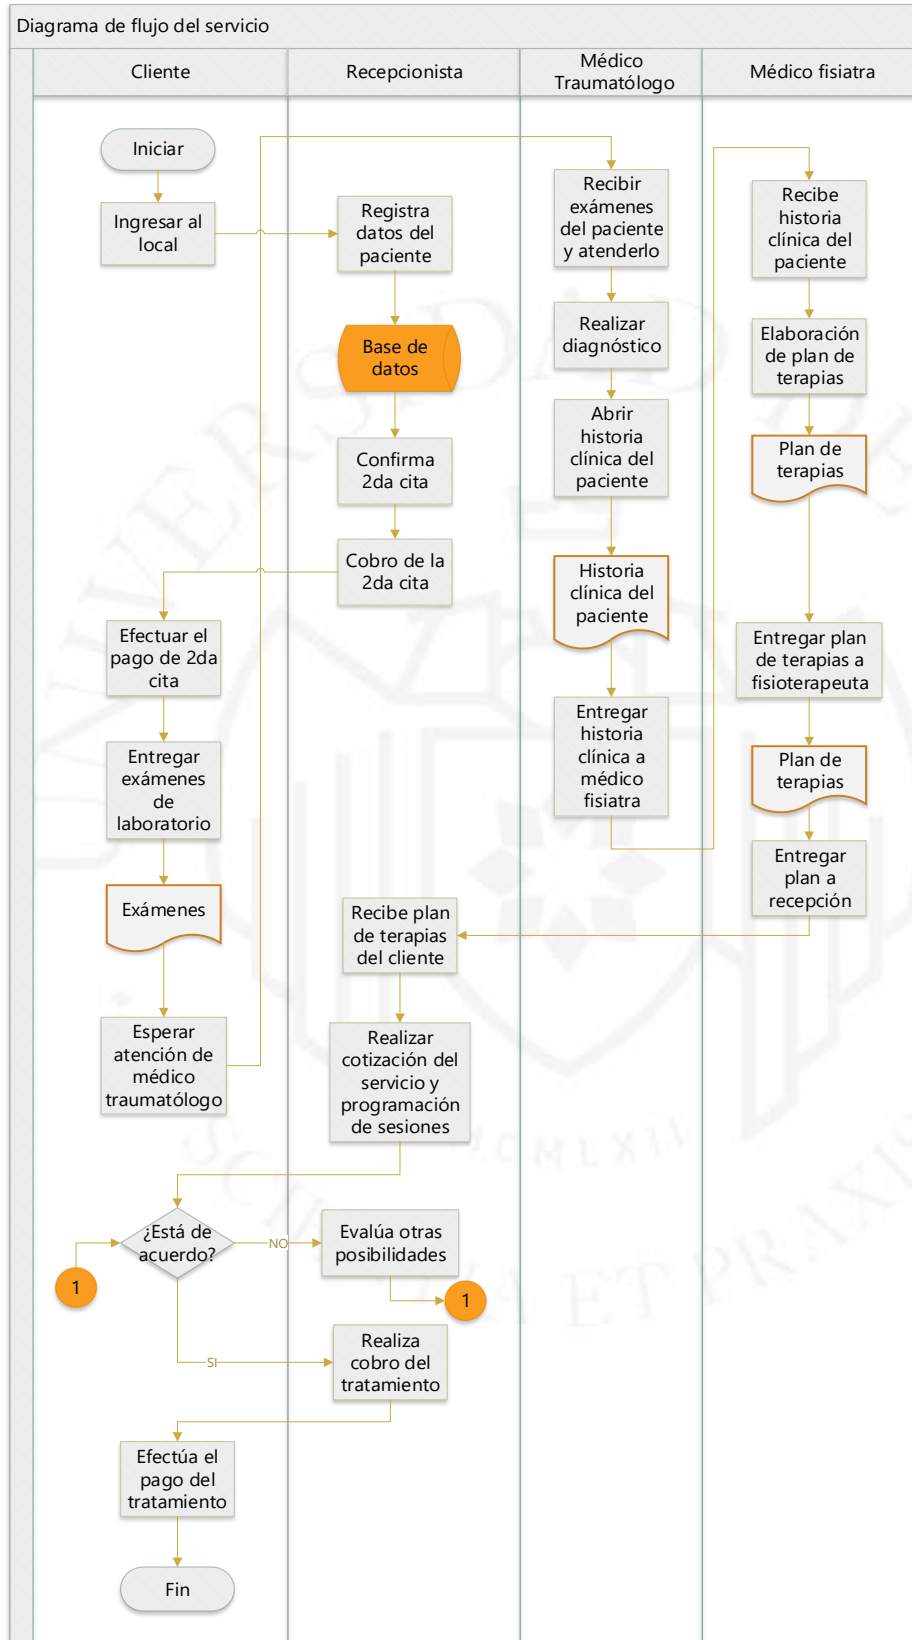 Diagrama de flujo del servicio
Cliente
Recepcionista
Médico
Traumatólogo
Médico fisiatra
Iniciar
Ingresar al
local
Registra
datos del
paciente
Base de
datos
Confirma
2da cita
Cobro de la
2da cita
Efectuar el
pago de 2da
cita
Entregar
exámenes
de
laboratorio
Exámenes
Esperar
atención de
médico
traumatólogo
Recibir
exámenes
del paciente
y atenderlo
Realizar
diagnóstico
Abrir
historia
clínica del
paciente
Historia
clínica del
paciente
Entregar
historia
clínica a
médico
fisiatra
Recibe
historia
clínica del
paciente
Elaboración
de plan de
terapias
Plan de
terapias
Entregar plan
de terapias a
fisioterapeuta
Plan de
terapias
Entregar
plan a
recepción
Recibe plan
de terapias
del cliente
Realizar
cotización del
servicio y
programación
de sesiones
¿Está de
acuerdo?
NO
Evalúa otras
posibilidades
1
1
SI
Realiza
cobro del
tratamiento
Efectúa el
pago del
tratamiento
Fin
UNIVERSIDAD DE
MCMLXII
ET PRAXIS